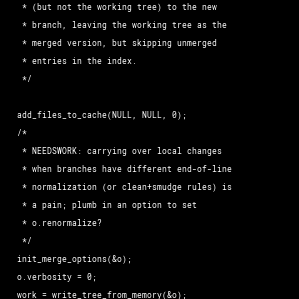 * (but not the working tree) to the new
* branch, leaving the working tree as the
* merged version, but skipping unmerged
* entries in the index.
*/
add_files_to_cache(NULL, NULL, 0);
/*
* NEEDSWORK: carrying over local changes
* when branches have different end-of-line
* normalization (or clean+smudge rules) is
* a pain; plumb in an option to set
* o.renormalize?
*/
init_merge_options(&o);
o.verbosity = 0;
work = write_tree_from_memory(&o);